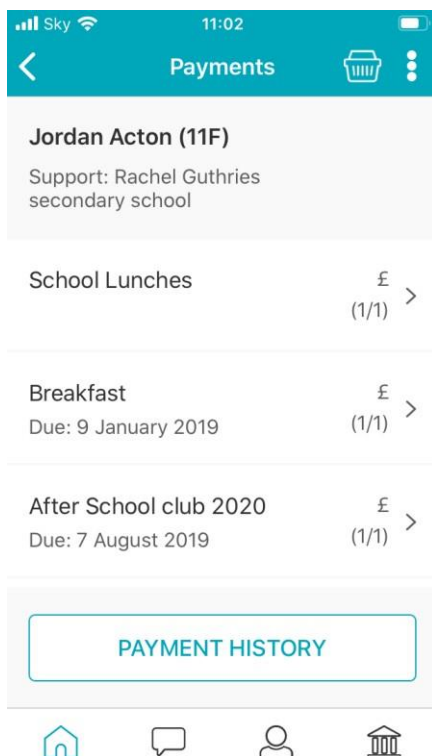 Sky 11:02
Payments
Jordan Acton (11F)
Support: Rachel Guthries
secondary school
School Lunches £
(1/1)
Breakfast £
Due: 9 January 2019 (1/1)
After School club 2020 £
Due: 7 August 2019 (1/1)
PAYMENT HISTORY